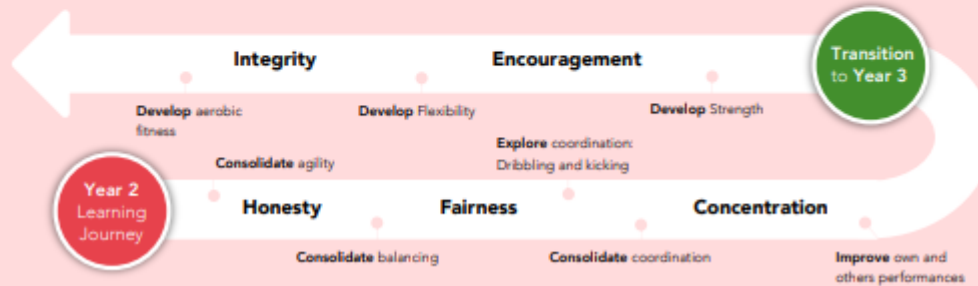 Integrity
Encouragement
Transition
to Year 3
Develop aerobic
fitness
Develop Flexibility
Develop Strength
Explore coordination:
Dribbling and kicking
Consolidate agility
Year 2
Learning
Journey
Honesty
Fairness
Concentration
Consolidate balancing
Consolidate coordination
Improve own and
others performances